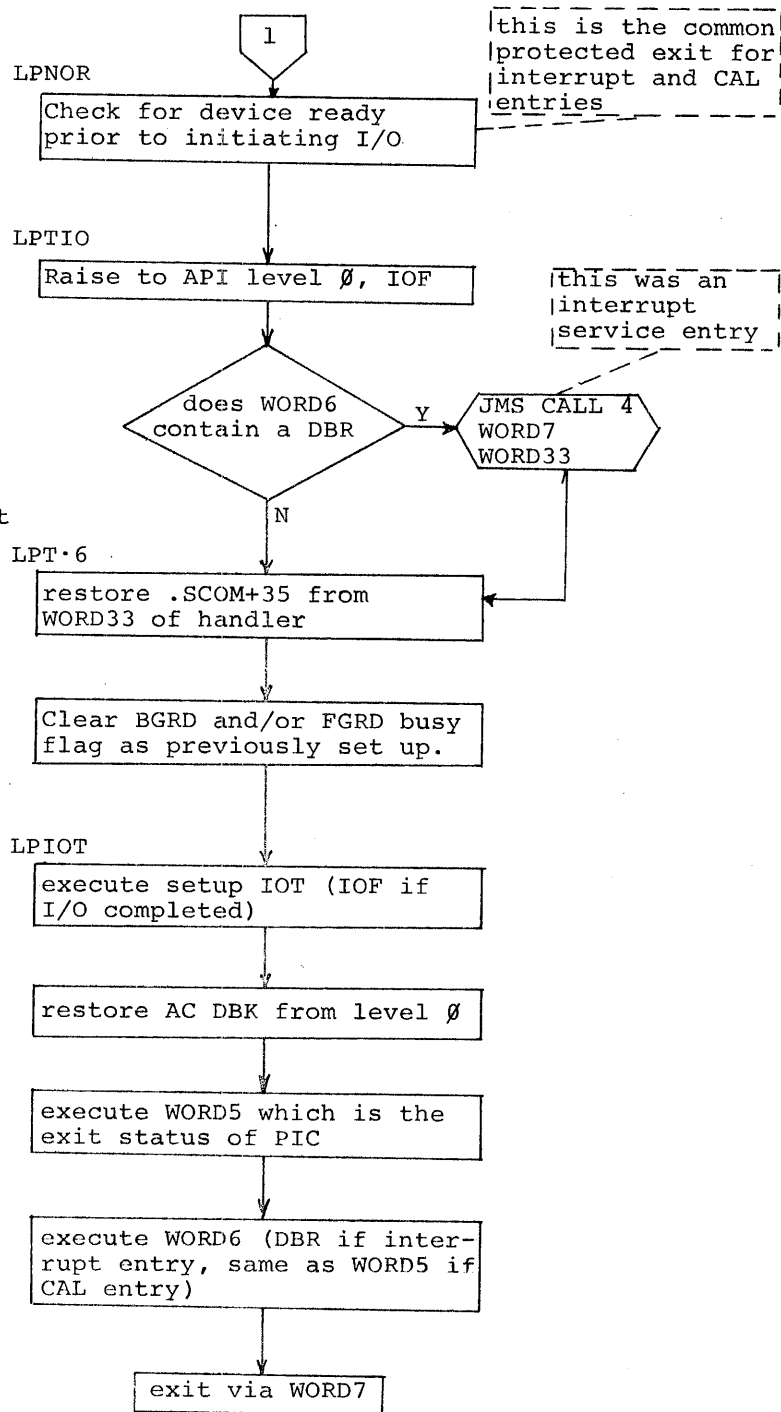 1
this is the common
protected exit for
interrupt and CAL
entries
LPNOR
Check for device ready
prior to initiating I/O
LPTIO
Raise to API level Ø, IOF
this was an
interrupt
service entry
does WORD6
contain a DBR
Y
JMS CALL 4
WORD7
WORD33
N
t
LPT·6
restore .SCOM+35 from
WORD33 of handler
Clear BGRD and/or FGRD busy
flag as previously set up.
LPIOT
execute setup IOT (IOF if
I/O completed)
restore AC DBK from level Ø
execute WORD5 which is the
exit status of PIC
execute WORD6 (DBR if inter-
rupt entry, same as WORD5 if
CAL entry)
exit via WORD7